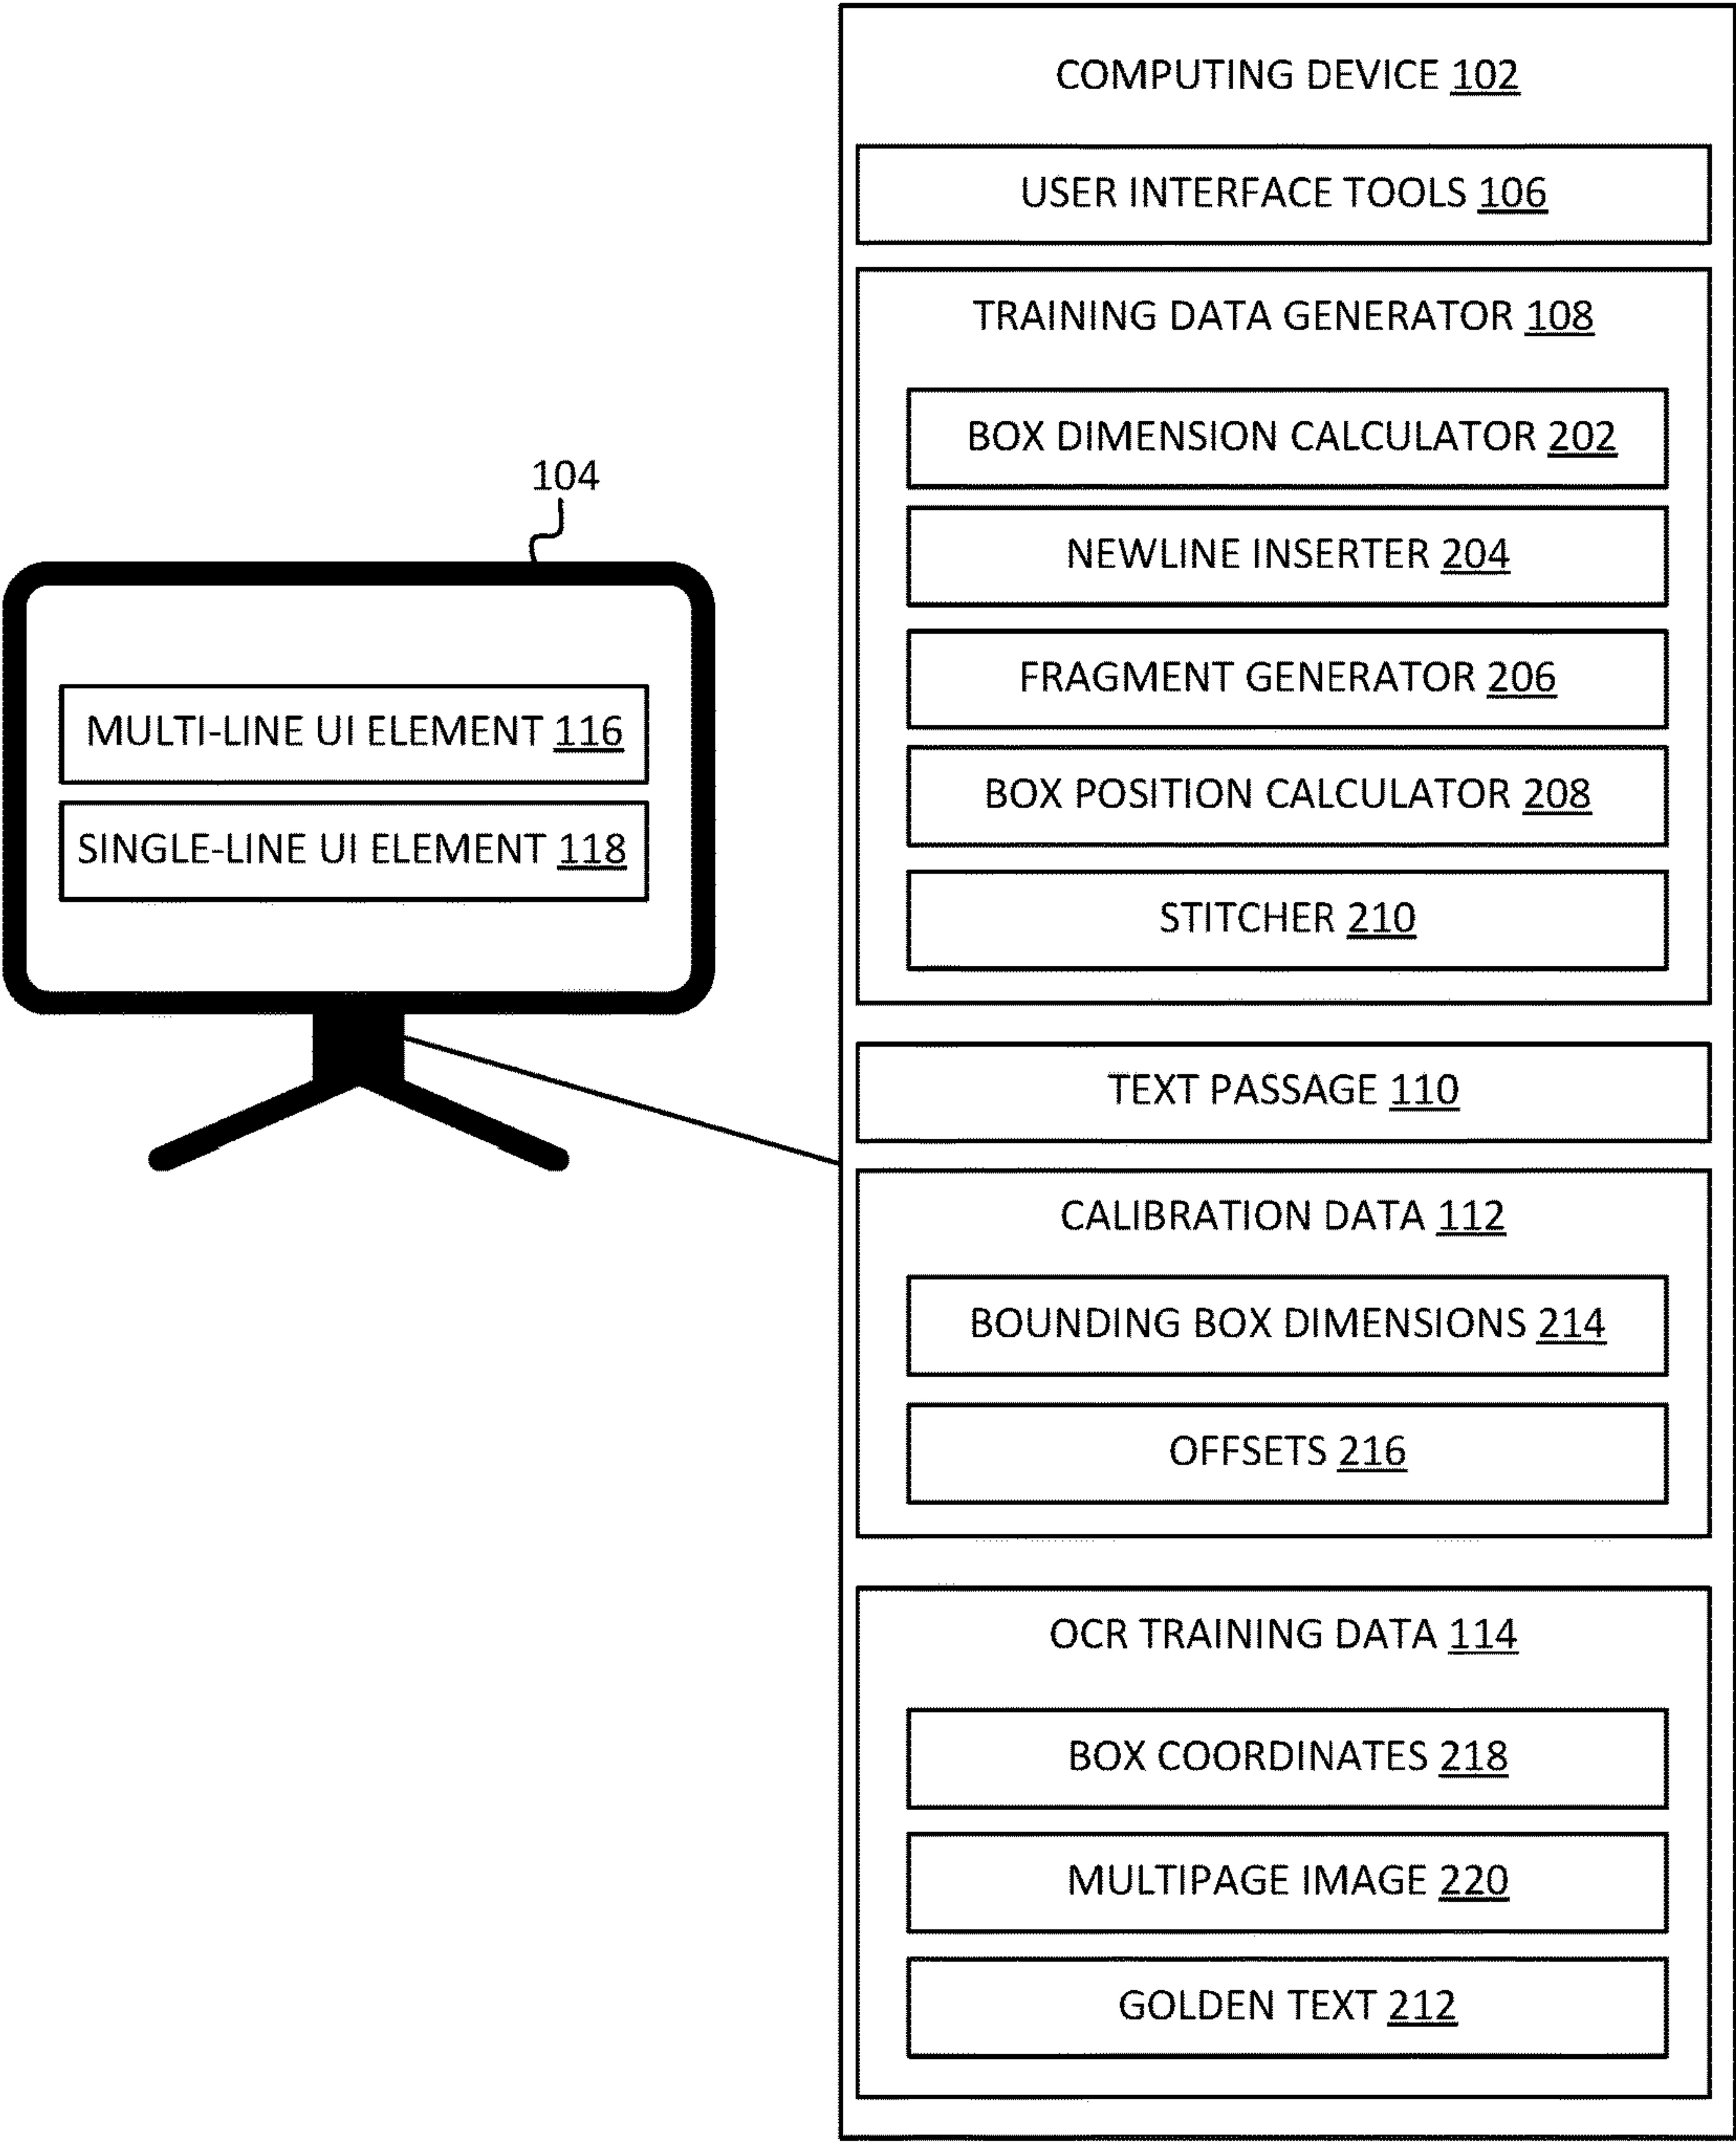 104
MULTI-LINE UI ELEMENT 116
SINGLE-LINE UI ELEMENT 118
COMPUTING DEVICE 102
USER INTERFACE TOOLS 106
TRAINING DATA GENERATOR 108
BOX DIMENSION CALCULATOR 202
NEWLINE INSERTER 204
FRAGMENT GENERATOR 206
BOX POSITION CALCULATOR 208
STITCHER 210
TEXT PASSAGE 110
CALIBRATION DATA 112
BOUNDING BOX DIMENSIONS 214
OFFSETS 216
OCR TRAINING DATA 114
BOX COORDINATES 218
MULTIPAGE IMAGE 220
GOLDEN TEXT 212